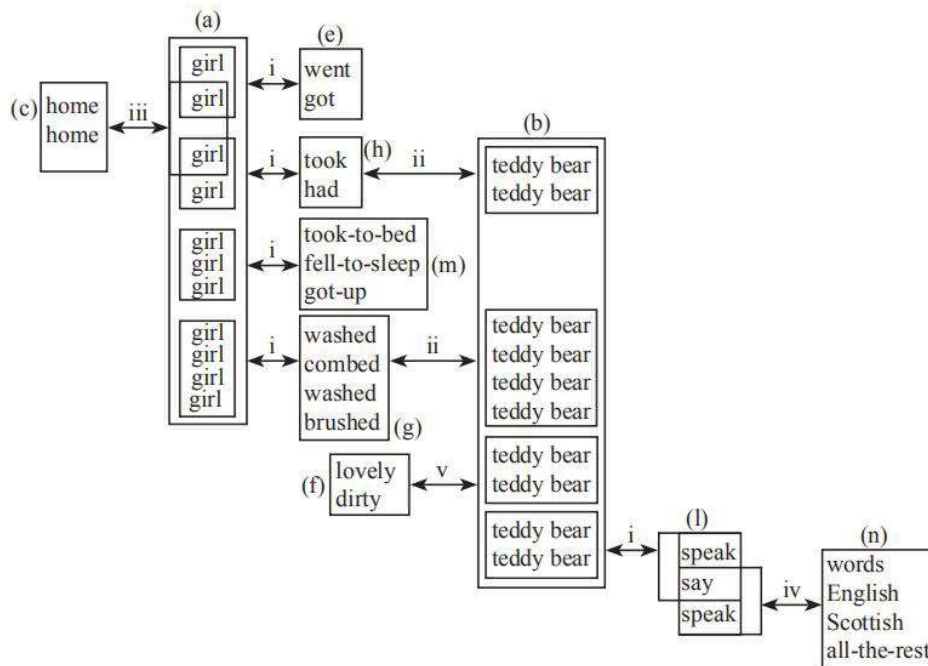 (a)
girl
girl
girl
girl
girl
girl
girl
girl
girl
girl
girl
(c)
home
home
iii
i
(e)
went
got
i
took
had
(h)
ii
i
took-to-bed
fell-to-sleep
got-up
(m)
i
washed
combed
washed
brushed
(g)
ii
(b)
teddy bear
teddy bear
teddy bear
teddy bear
teddy bear
teddy bear
teddy bear
teddy bear
teddy bear
teddy bear
(f)
lovely
dirty
v
i
(l)
speak
say
speak
iv
(n)
words
English
Scottish
all-the-rest